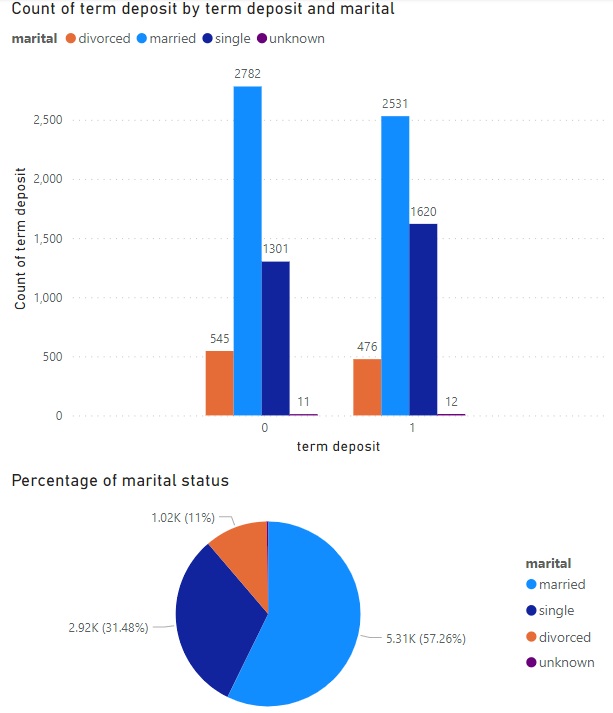 Count of term deposit by term deposit and marital
marital divorced married single unknown
2782
2,500
2531
2,000
1620
1,500
1301
1,000
545
476
500
11
12
0
0
1
Count of term deposit
term deposit
Percentage of marital status
1.02K (11%)
2.92K (31.48%)
5.31K (57.26%)
marital
married
single
divorced
unknown